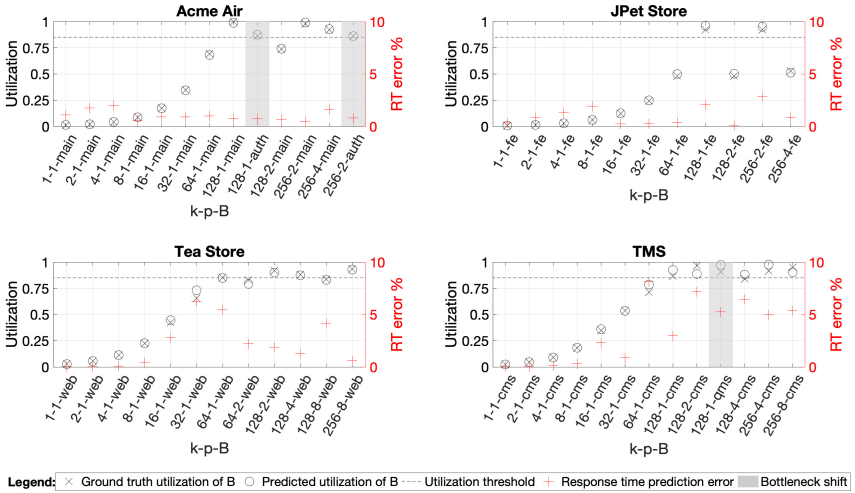 Acme Air
1
0.75
0.5
0.25
0
Utilization
10
5
0
RT error %
1-1-main
2-1-main
4-1-main
8-1-main
16-1-main
32-1-main
64-1-main
128-1-main
128-1-auth
128-2-main
256-2-main
256-4-main
256-2-auth
k-p-B
JPet Store
1
0.75
0.5
0.25
0
Utilization
10
5
0
RT error %
1-1-fe
2-1-fe
4-1-fe
8-1-fe
16-1-fe
32-1-fe
64-1-fe
128-1-fe
128-2-fe
256-2-fe
256-4-fe
k-p-B
Tea Store
1
0.75
0.5
0.25
0
Utilization
10
5
0
RT error %
1-1-web
2-1-web
4-1-web
8-1-web
16-1-web
32-1-web
64-1-web
64-2-web
128-2-web
128-4-web
128-8-web
256-8-web
k-p-B
TMS
1
0.75
0.5
0.25
0
Utilization
10
5
0
RT error %
1-1-cms
2-1-cms
4-1-cms
8-1-cms
16-1-cms
32-1-cms
64-1-cms
128-1-cms
128-2-cms
128-1-qms
128-4-cms
256-4-cms
256-8-cms
k-p-B
Legend: Ground truth utilization of B Predicted utilization of B Utilization threshold Response time prediction error Bottleneck shift